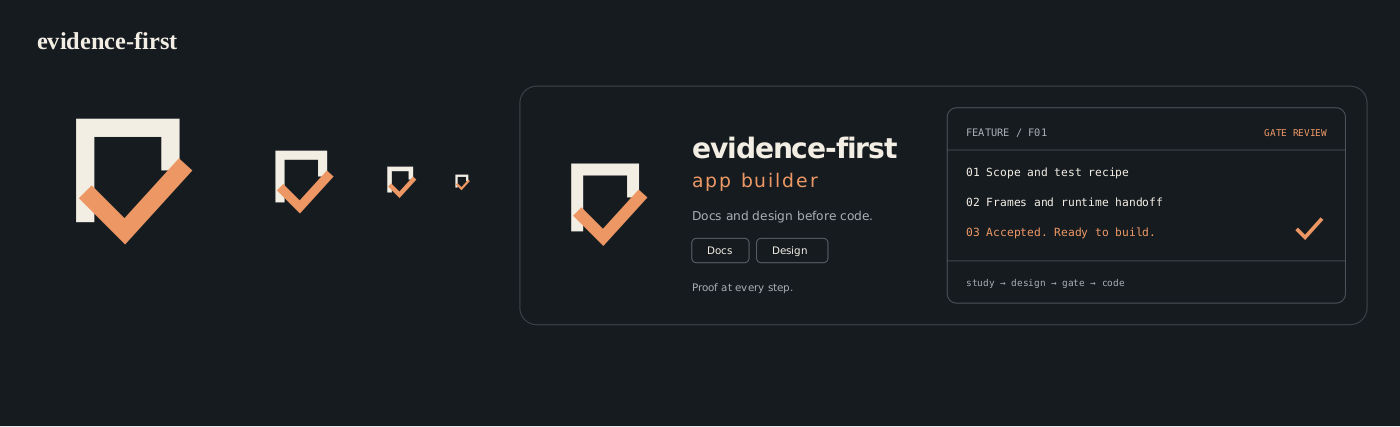 evidence-first
evidence-first
app builder
Docs and design before code.
Docs
Design
Proof at every step.
FEATURE / F01
GATE REVIEW
01 Scope and test recipe
02 Frames and runtime handoff
03 Accepted. Ready to build.
study → design → gate → code